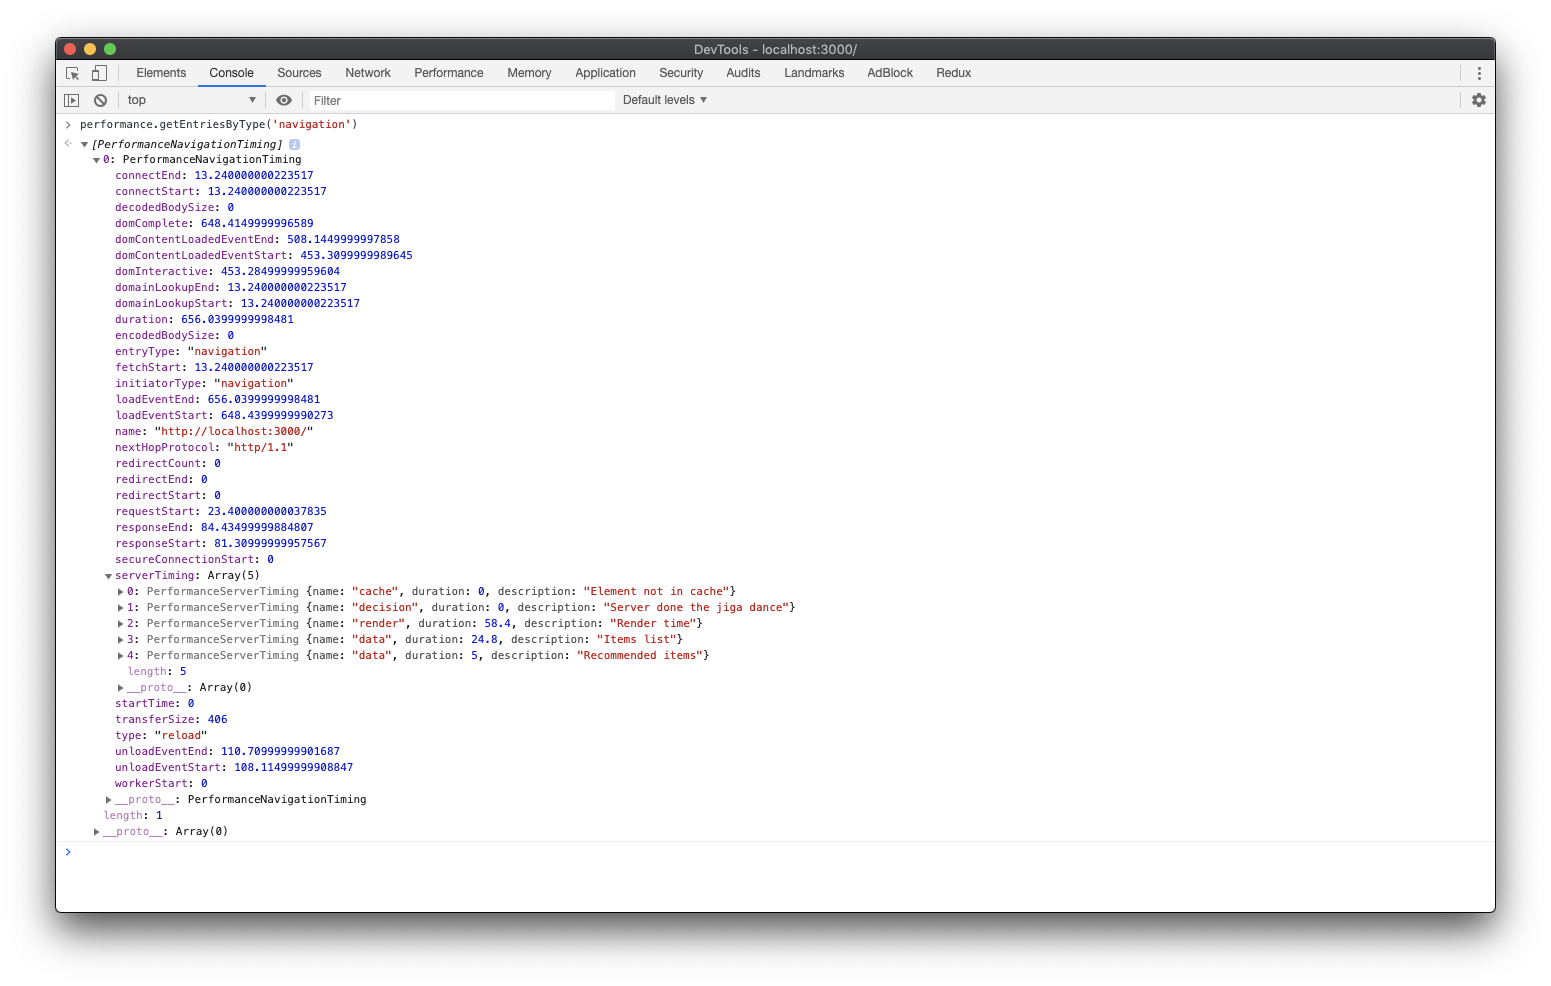 DevTools - localhost:3000/
Elements Console Sources Network Performance Memory Application Security Audits Landmarks AdBlock Redux
top Filter Default levels
performance.getEntriesByType('navigation')
[PerformanceNavigationTiming] i
0: PerformanceNavigationTiming
connectEnd: 13.240000000223517
connectStart: 13.240000000223517
decodedBodySize: 0
domComplete: 648.4149999996589
domContentLoadedEventEnd: 508.1449999997858
domContentLoadedEventStart: 453.3099999989645
domInteractive: 453.28499999959604
domainLookupEnd: 13.240000000223517
domainLookupStart: 13.240000000223517
duration: 656.0399999998481
encodedBodySize: 0
entryType: "navigation"
fetchStart: 13.240000000223517
initiatorType: "navigation"
loadEventEnd: 656.0399999998481
loadEventStart: 648.4399999990273
name: "http://localhost:3000/"
nextHopProtocol: "http/1.1"
redirectCount: 0
redirectEnd: 0
redirectStart: 0
requestStart: 23.400000000037835
responseEnd: 84.43499999884807
responseStart: 81.30999999957567
secureConnectionStart: 0
serverTiming: Array(5)
0: PerformanceServerTiming {name: "cache", duration: 0, description: "Element not in cache"}
1: PerformanceServerTiming {name: "decision", duration: 0, description: "Server done the jiga dance"}
2: PerformanceServerTiming {name: "render", duration: 58.4, description: "Render time"}
3: PerformanceServerTiming {name: "data", duration: 24.8, description: "Items list"}
4: PerformanceServerTiming {name: "data", duration: 5, description: "Recommended items"}
length: 5
__proto__: Array(0)
startTime: 0
transferSize: 406
type: "reload"
unloadEventEnd: 110.70999999901687
unloadEventStart: 108.11499999908847
workerStart: 0
__proto__: PerformanceNavigationTiming
length: 1
__proto__: Array(0)